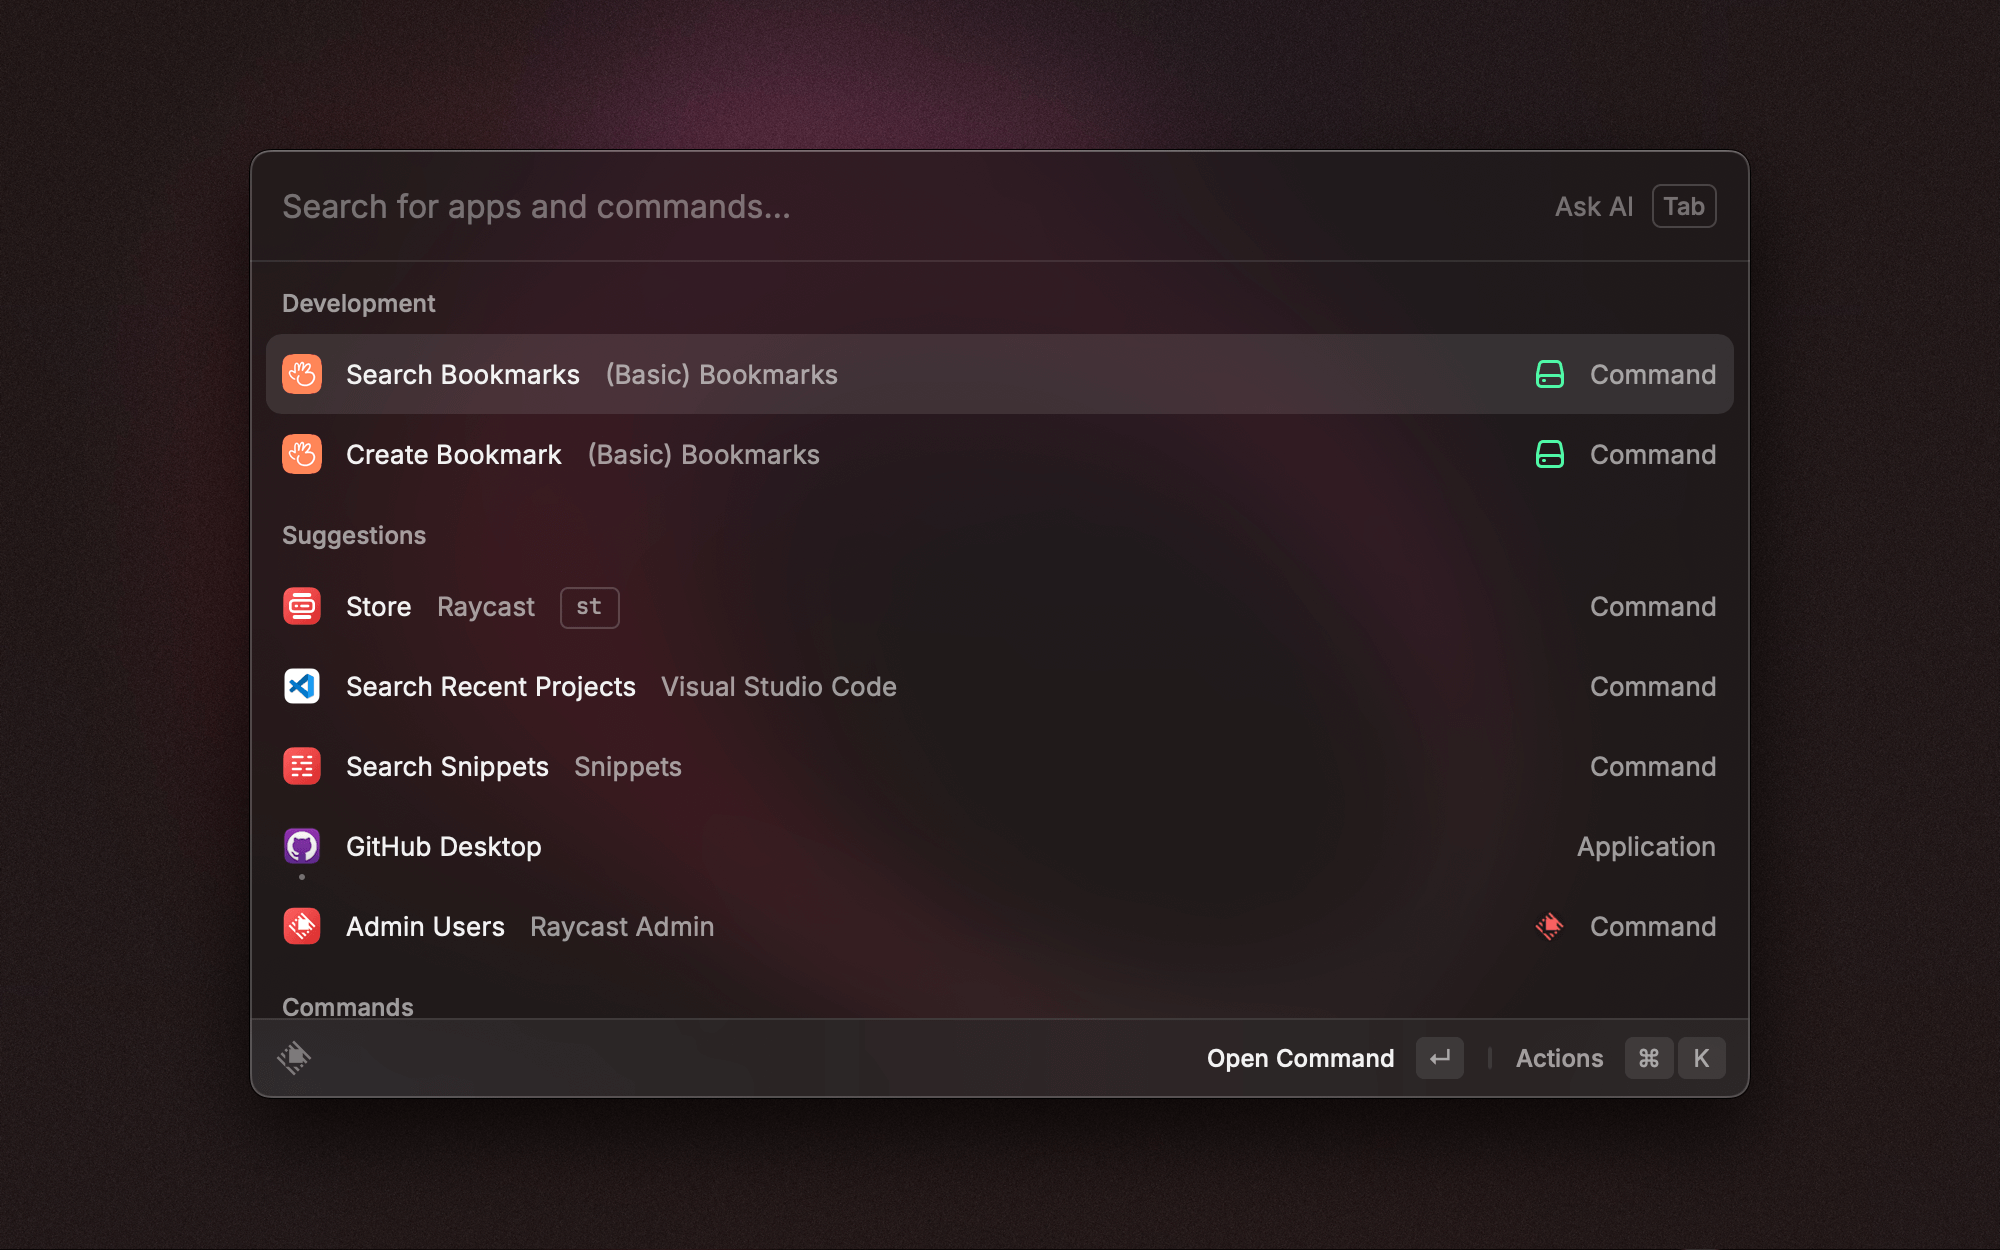 Search for apps and commands... Ask AI Tab
Development
Search Bookmarks (Basic) Bookmarks Command
Create Bookmark (Basic) Bookmarks Command
Suggestions
Store Raycast st Command
Search Recent Projects Visual Studio Code Command
Search Snippets Snippets Command
GitHub Desktop Application
Admin Users Raycast Admin Command
Commands
Open Command ↵ | Actions ⌘ K